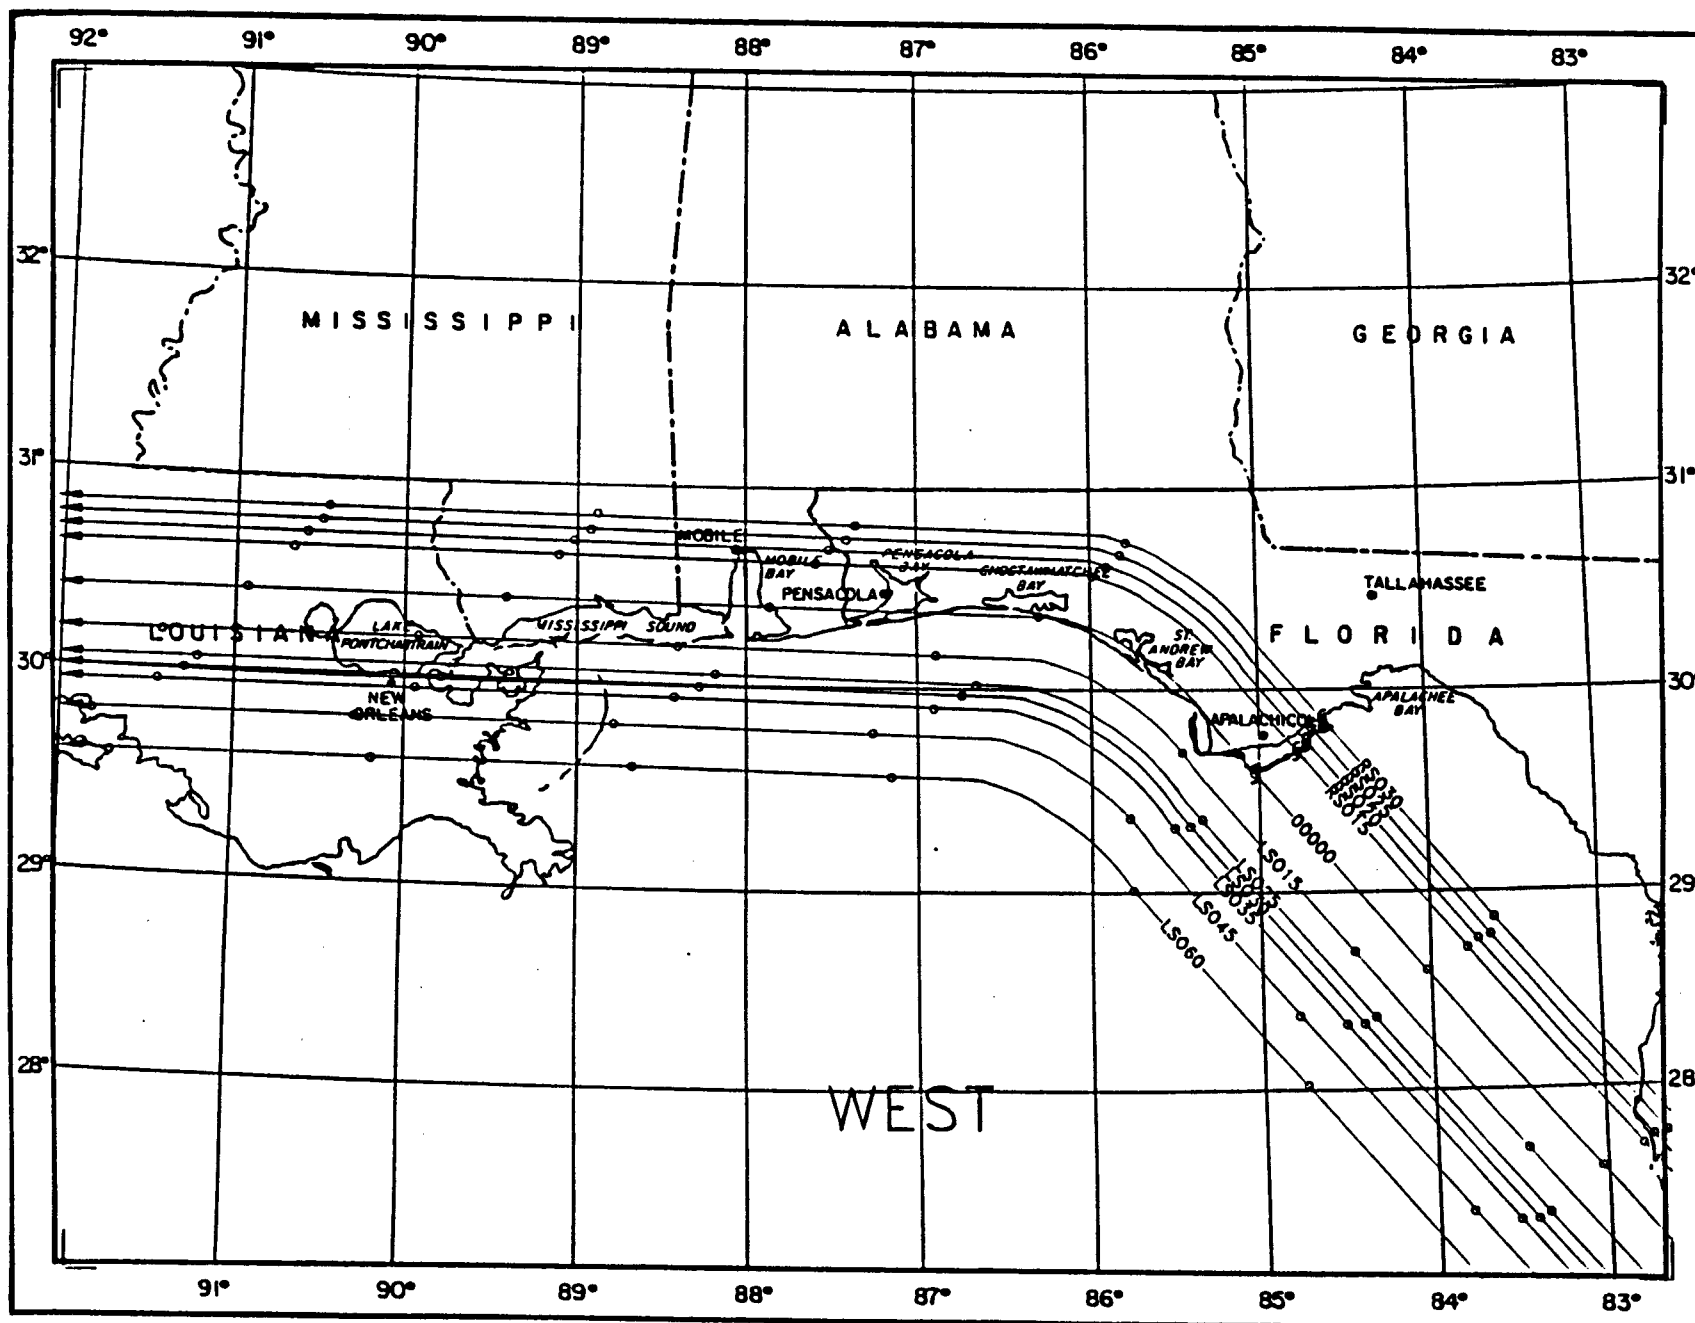 92° 91° 90° 89° 88° 87° 86° 85° 84° 83°
32° 32°
MISSISSIPPI ALABAMA GEORGIA
31° 31°
MOBILE
MOBILE BAY
PENSACOLA BAY
CHOCTAWHATCHEE BAY
PENSACOLA
TALLAHASSEE
LOUISIANA
LAKE PONTCHARTRAIN
MISSISSIPPI SOUND
ST. ANDREW BAY
FLORIDA
30° 30°
NEW ORLEANS
APALACHICOLA
APALACHEE BAY
RS030
RS015
00000
LS015
LS035
LS045
LS060
29° 29°
28° 28°
WEST
91° 90° 89° 88° 87° 86° 85° 84° 83°